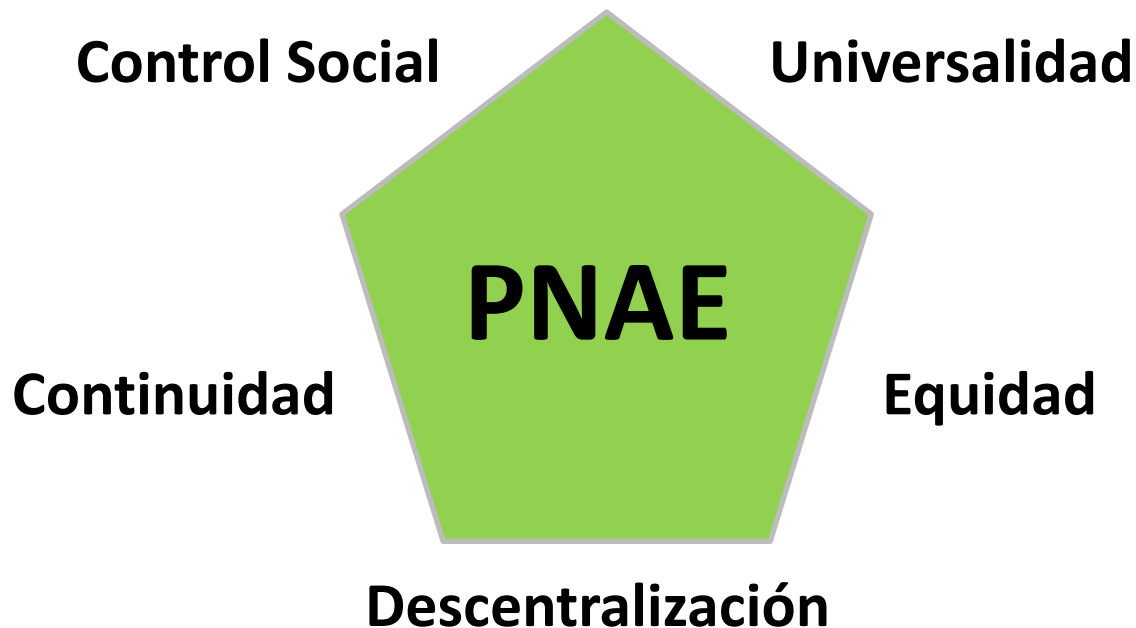 Control Social
Universalidad
PNAE
Continuidad
Equidad
Descentralización